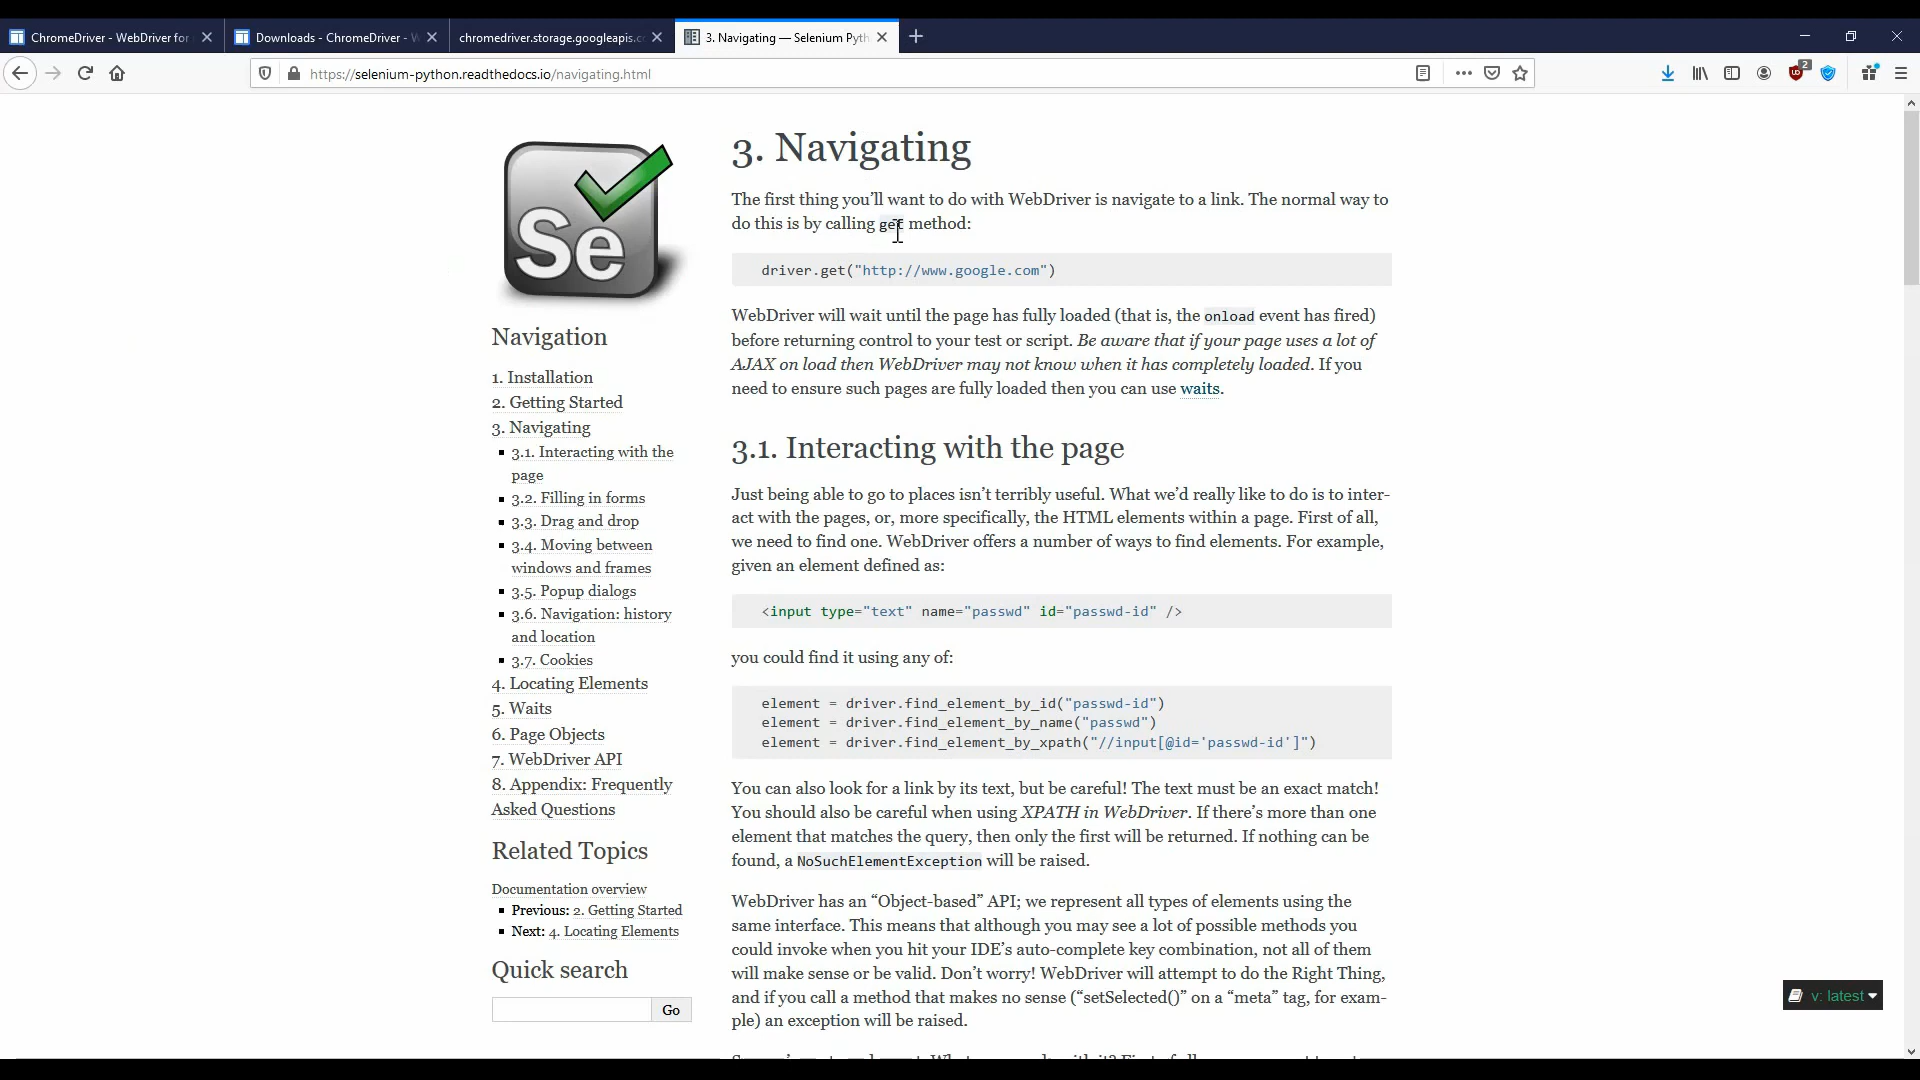 ChromeDriver - WebDriver for
Downloads - ChromeDriver - W
chromedriver.storage.googleapis.c
3. Navigating — Selenium Pyth
https://selenium-python.readthedocs.io/navigating.html
2
Se
Navigation
1. Installation
2. Getting Started
3. Navigating
3.1. Interacting with the
page
3.2. Filling in forms
3.3. Drag and drop
3.4. Moving between
windows and frames
3.5. Popup dialogs
3.6. Navigation: history
and location
3.7. Cookies
4. Locating Elements
5. Waits
6. Page Objects
7. WebDriver API
8. Appendix: Frequently
Asked Questions
Related Topics
Documentation overview
Previous: 2. Getting Started
Next: 4. Locating Elements
Quick search
Go
3. Navigating
The first thing you’ll want to do with WebDriver is navigate to a link. The normal way to
do this is by calling get method:
driver.get("http://www.google.com")
WebDriver will wait until the page has fully loaded (that is, the onload event has fired)
before returning control to your test or script. Be aware that if your page uses a lot of
AJAX on load then WebDriver may not know when it has completely loaded. If you
need to ensure such pages are fully loaded then you can use waits.
3.1. Interacting with the page
Just being able to go to places isn’t terribly useful. What we’d really like to do is to inter-
act with the pages, or, more specifically, the HTML elements within a page. First of all,
we need to find one. WebDriver offers a number of ways to find elements. For example,
given an element defined as:
<input type="text" name="passwd" id="passwd-id" />
you could find it using any of:
element = driver.find_element_by_id("passwd-id")
element = driver.find_element_by_name("passwd")
element = driver.find_element_by_xpath("//input[@id='passwd-id']")
You can also look for a link by its text, but be careful! The text must be an exact match!
You should also be careful when using XPATH in WebDriver. If there’s more than one
element that matches the query, then only the first will be returned. If nothing can be
found, a NoSuchElementException will be raised.
WebDriver has an “Object-based” API; we represent all types of elements using the
same interface. This means that although you may see a lot of possible methods you
could invoke when you hit your IDE’s auto-complete key combination, not all of them
will make sense or be valid. Don’t worry! WebDriver will attempt to do the Right Thing,
and if you call a method that makes no sense (“setSelected()” on a “meta” tag, for exam-
ple) an exception will be raised.
v: latest